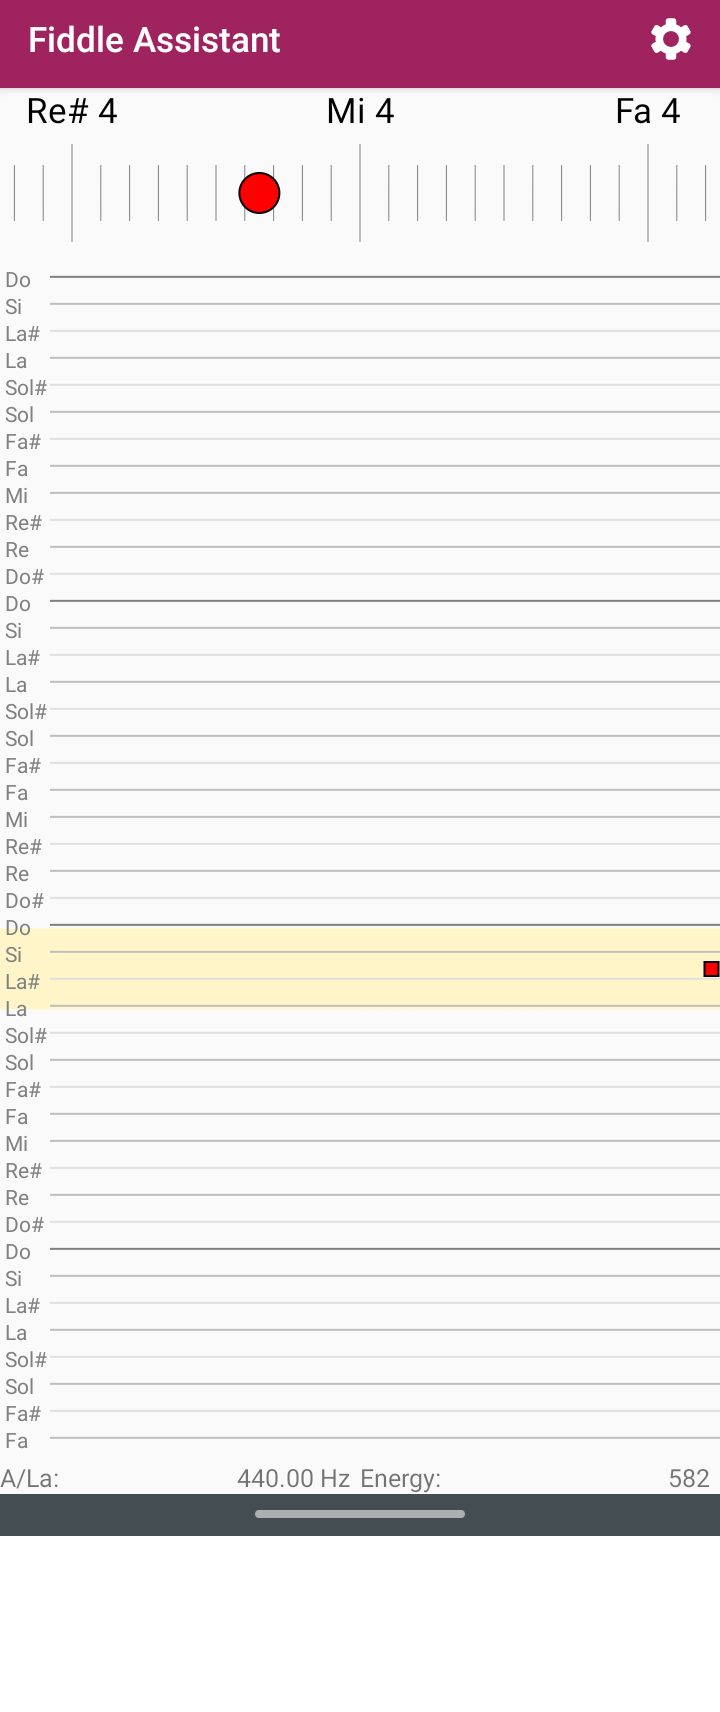 Fiddle Assistant
Re# 4 Mi 4 Fa 4
Do
Si
La#
La
Sol#
Sol
Fa#
Fa
Mi
Re#
Re
Do#
Do
Si
La#
La
Sol#
Sol
Fa#
Fa
Mi
Re#
Re
Do#
Do
Si
La#
La
Sol#
Sol
Fa#
Fa
Mi
Re#
Re
Do#
Do
Si
La#
La
Sol#
Sol
Fa#
Fa
A/La: 440.00 Hz Energy: 582